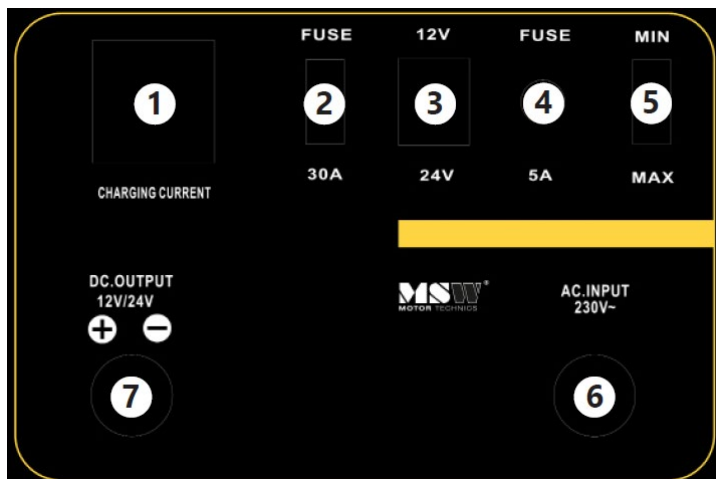 FUSE 12V FUSE MIN
1 2 3 4 5
30A 24V 5A MAX
CHARGING CURRENT
DC.OUTPUT
12V/24V
+ −
AC.INPUT
230V~
MSW®
MOTOR TECHNICS
7 6